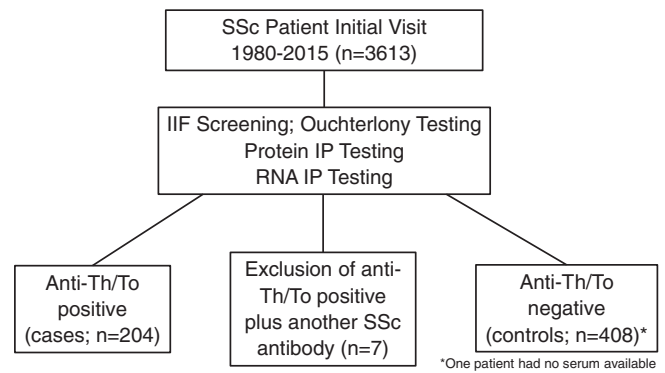 SSc Patient Initial Visit
1980-2015 (n=3613)
IIF Screening; Ouchterlony Testing
Protein IP Testing
RNA IP Testing
Anti-Th/To
positive
(cases; n=204)
Exclusion of anti-
Th/To positive
plus another SSc
antibody (n=7)
Anti-Th/To
negative
(controls; n=408)*
*One patient had no serum available